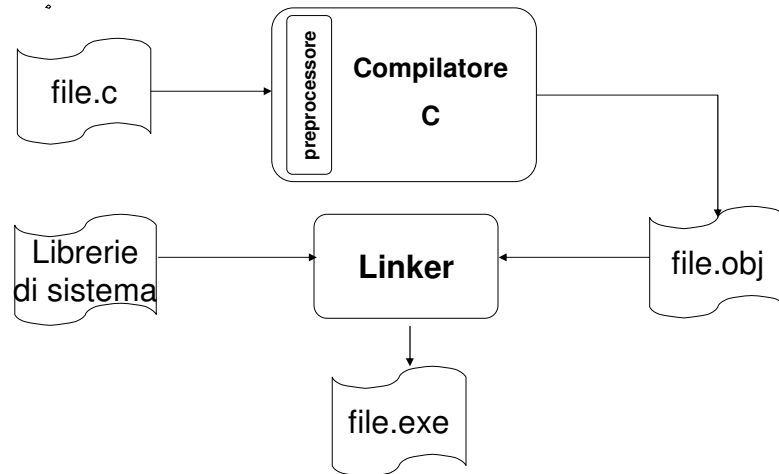 file.c
preprocessore
Compilatore
C
Librerie
di sistema
Linker
file.obj
file.exe